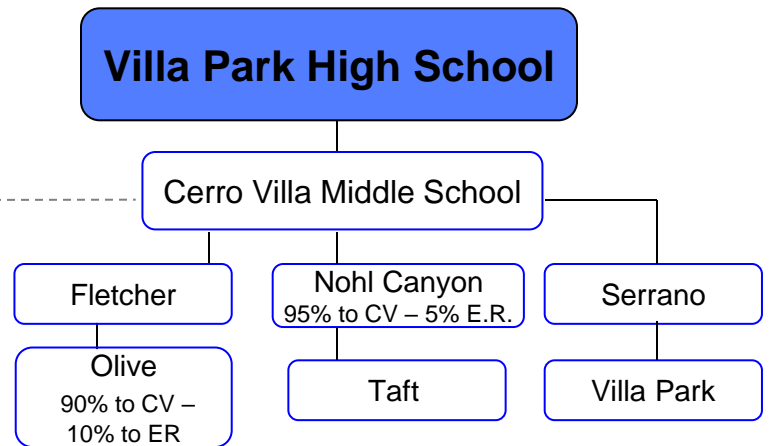 Villa Park High School
Cerro Villa Middle School
Fletcher
Nohl Canyon
95% to CV – 5% E.R.
Serrano
Olive
90% to CV –
10% to ER
Taft
Villa Park